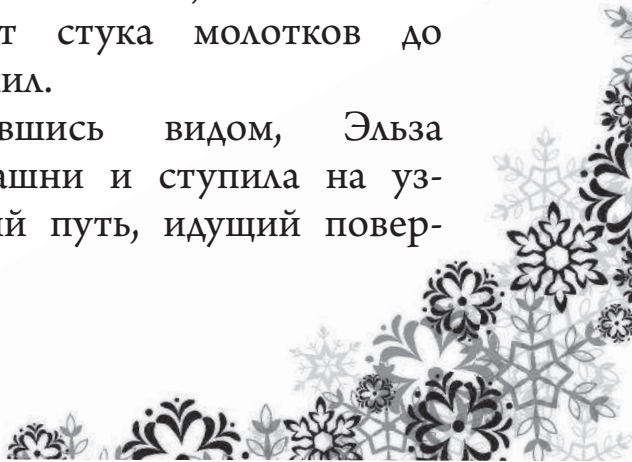 т стука молотков до
ил.
вшись видом, Эльза
ашни и ступила на уз-
й путь, идущий повер-